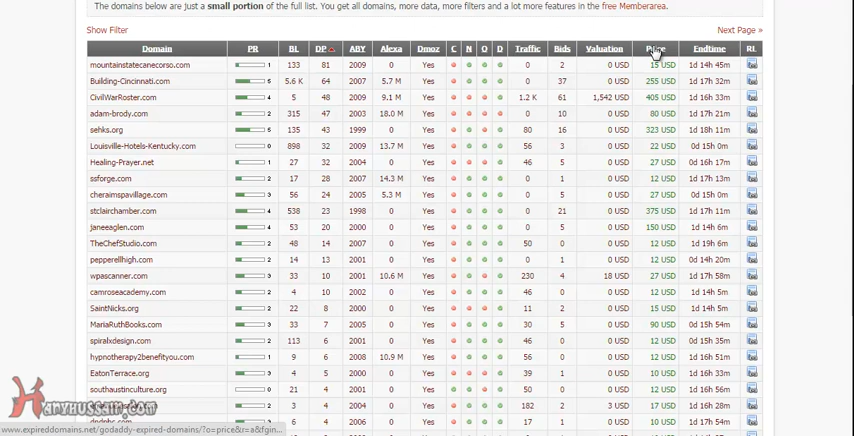 The domains below are just a small portion of the full list. You get all domains, more data, more filters and a lot more features in the free Memberarea.
Show Filter Next Page »
Domain PR BL DP ABY Alexa Dmoz C N O D Traffic Bids Valuation Price Endtime RL
mountainstatecanecorso.com 1 133 81 2009 0 Yes 0 2 0 USD 15 USD 1d 14h 45m
Building-Cincinnati.com 5 5.6 K 64 2007 5.7 M Yes 0 37 0 USD 255 USD 1d 17h 32m
CivilWarRoster.com 4 5 48 2009 9.1 M Yes 1.2 K 61 1,542 USD 405 USD 1d 16h 33m
adam-brody.com 2 315 47 2003 18.0 M Yes 0 10 0 USD 80 USD 1d 17h 21m
sehks.org 5 135 43 1999 0 Yes 80 16 0 USD 323 USD 1d 18h 11m
Louisville-Hotels-Kentucky.com 0 898 32 2009 13.7 M Yes 56 3 0 USD 22 USD 0d 15h 0m
Healing-Prayer.net 1 27 32 2004 0 Yes 46 5 0 USD 27 USD 0d 16h 17m
ssforge.com 2 17 28 2007 14.3 M Yes 0 1 0 USD 12 USD 1d 17h 13m
cheraimspavillage.com 3 56 24 2005 5.3 M Yes 0 5 0 USD 27 USD 0d 15h 0m
stclairchamber.com 4 538 23 1998 0 Yes 0 21 0 USD 375 USD 1d 17h 11m
janeeaglen.com 4 53 20 2000 0 Yes 0 5 0 USD 150 USD 1d 14h 6m
TheChefStudio.com 2 48 14 2007 0 Yes 50 0 0 USD 12 USD 1d 19h 6m
pepperellhigh.com 2 14 13 2001 0 Yes 0 1 0 USD 12 USD 0d 14h 20m
wpascanner.com 3 33 10 2001 10.6 M Yes 230 4 18 USD 27 USD 1d 17h 58m
camroseacademy.com 2 4 10 2002 0 Yes 46 0 0 USD 12 USD 1d 14h 5m
SaintNicks.org 2 22 8 2000 0 Yes 11 2 0 USD 15 USD 1d 14h 5m
MariaRuthBooks.com 3 33 7 2005 0 Yes 30 5 0 USD 90 USD 0d 15h 54m
spiralxdesign.com 2 113 6 2001 0 Yes 46 0 0 USD 12 USD 0d 15h 35m
hypnotherapy2benefityou.com 1 9 6 2008 10.9 M Yes 56 0 0 USD 12 USD 1d 16h 51m
EatonTerrace.org 3 4 5 2000 0 Yes 39 1 0 USD 10 USD 1d 16h 33m
southaustinculture.org 0 21 4 2001 0 Yes 50 0 0 USD 12 USD 1d 16h 56m
2 3 4 2004 0 Yes 182 2 3 USD 17 USD 1d 16h 28m
3 6 4 2006 0 Yes 17 1 0 USD 10 USD 1d 17h 54m
Hanyhussain.com
www.expireddomains.net/godaddy-expired-domains/?o=price&r=a&fgin...